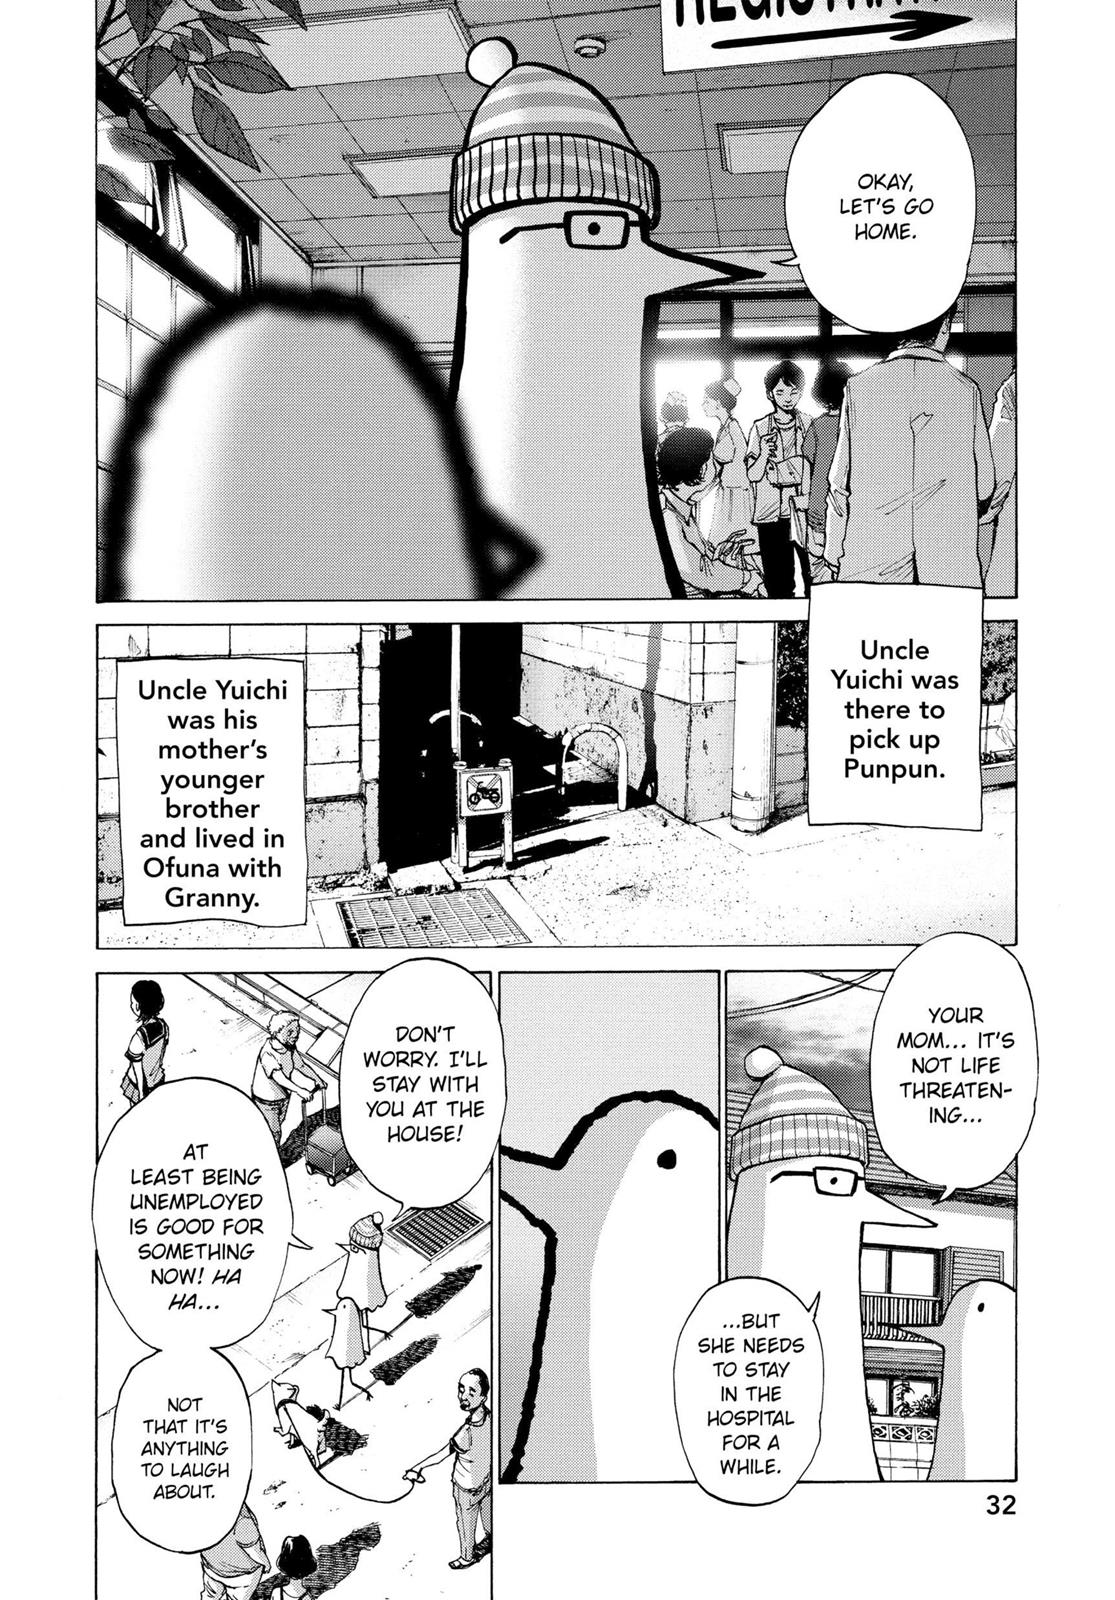 REGISTRAT
OKAY,
LET'S GO
HOME.
Uncle
Yuichi was
there to
pick up
Punpun.
Uncle Yuichi
was his
mother's
younger
brother
and lived in
Ofuna with
Granny.
YOUR
MOM... IT'S
NOT LIFE
THREATEN-
ING...
...BUT
SHE NEEDS
TO STAY
IN THE
HOSPITAL
FOR A
WHILE.
DON'T
WORRY. I'LL
STAY WITH
YOU AT THE
HOUSE!
AT
LEAST BEING
UNEMPLOYED
IS GOOD FOR
SOMETHING
NOW! HA
HA...
NOT
THAT IT'S
ANYTHING
TO LAUGH
ABOUT.
32